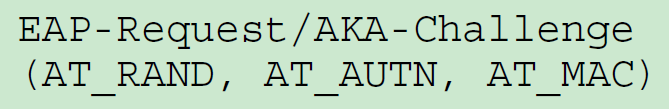 EAP-Request/AKA-Challenge
(AT_RAND, AT_AUTN, AT_MAC)